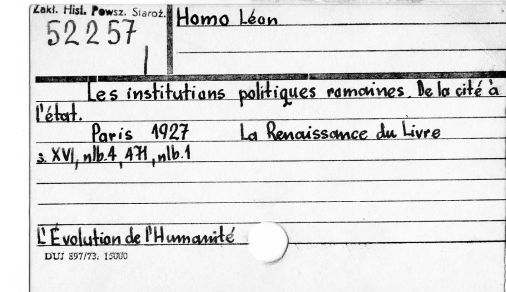 Zakł. Hist. Powsz. Staroż.
Homo Léon
52257
Les institutions politiques romaines. De la cité à
l'état.
Paris 1927 La Renaissance du Livre
s. XVI, nlb.4, 471, nlb.1
L'Évolution de l'Humanité
DUJ 897/73. 15000